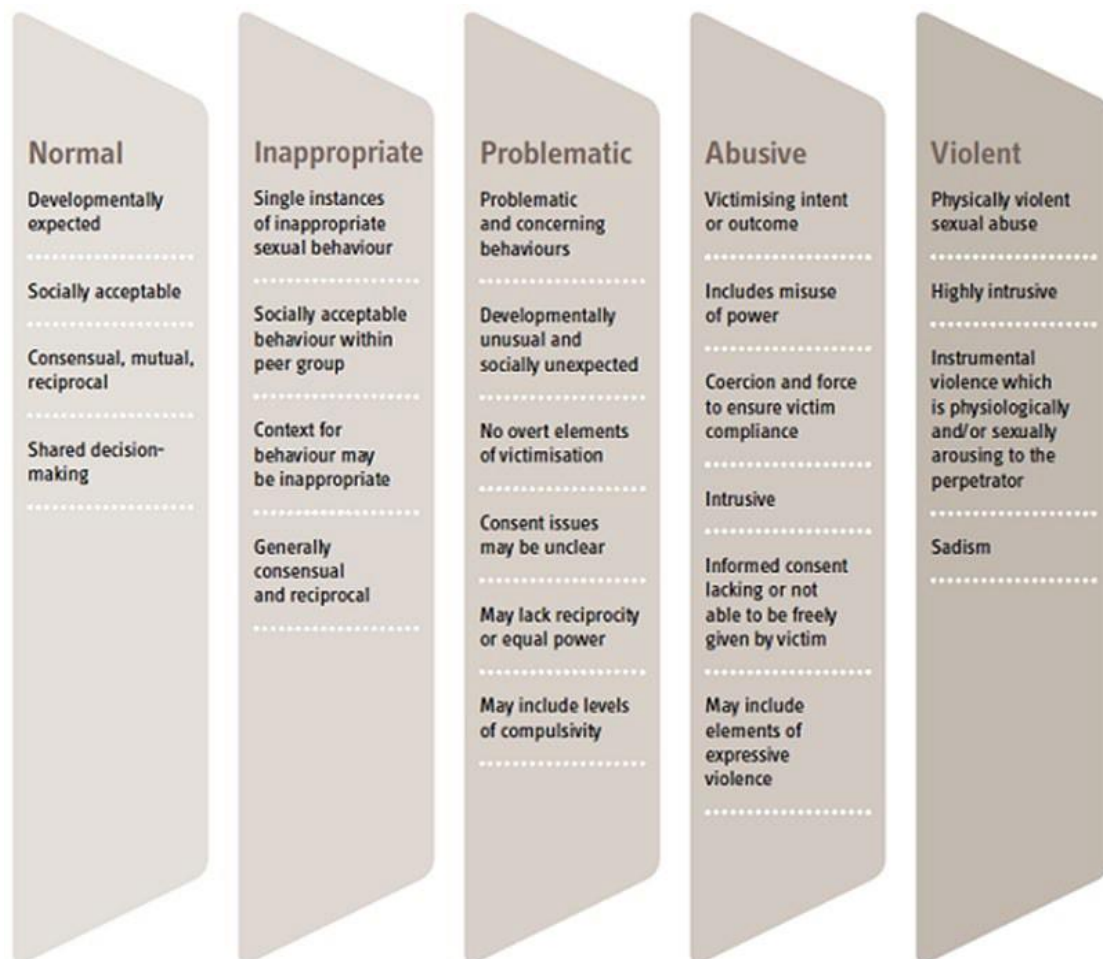 Normal
Developmentally
expected
Socially acceptable
Consensual, mutual,
reciprocal
Shared decision-
making
Inappropriate
Single instances
of inappropriate
sexual behaviour
Socially acceptable
behaviour within
peer group
Context for
behaviour may
be inappropriate
Generally
consensual
and reciprocal
Problematic
Problematic
and concerning
behaviours
Developmentally
unusual and
socially unexpected
No overt elements
of victimisation
Consent issues
may be unclear
May lack reciprocity
or equal power
May include levels
of compulsivity
Abusive
Victimising intent
or outcome
Includes misuse
of power
Coercion and force
to ensure victim
compliance
Intrusive
Informed consent
lacking or not
able to be freely
given by victim
May include
elements of
expressive
violence
Violent
Physically violent
sexual abuse
Highly intrusive
Instrumental
violence which
is physiologically
and/or sexually
arousing to the
perpetrator
Sadism